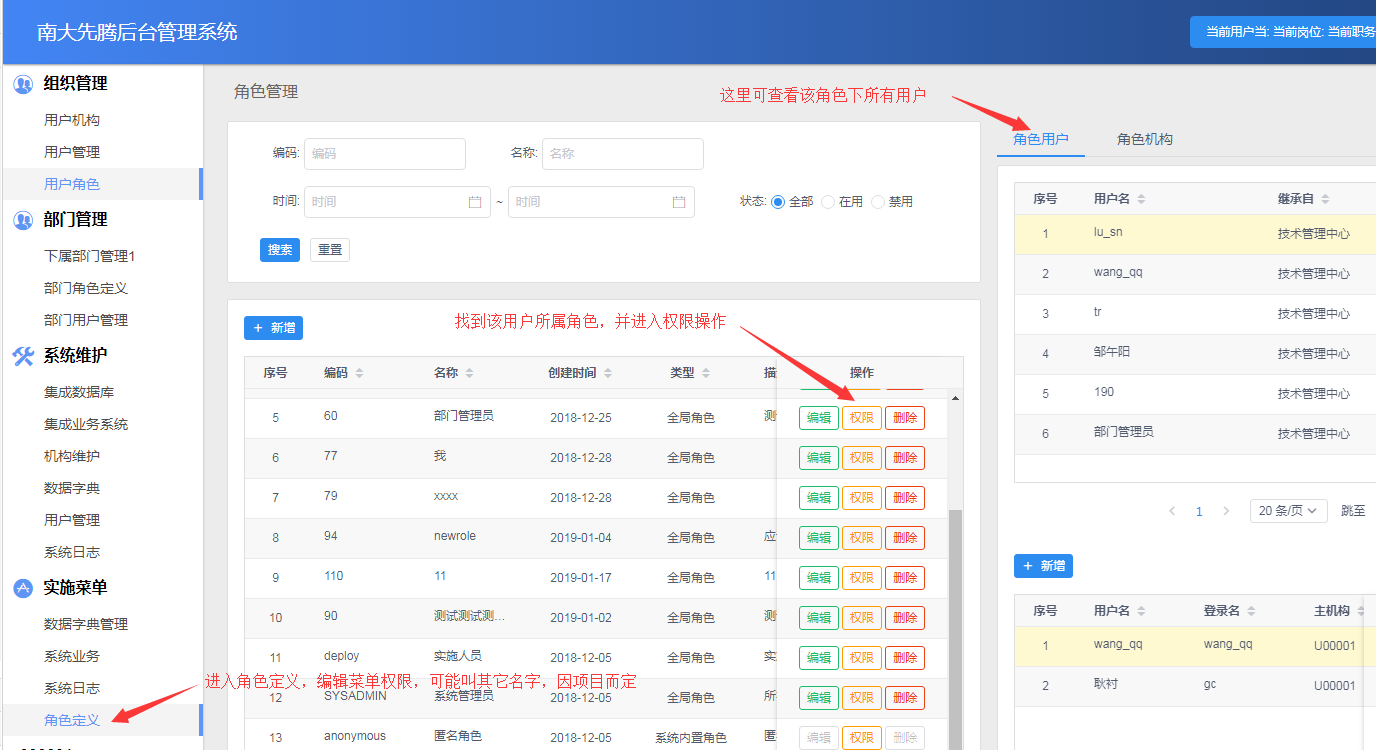 南大先腾后台管理系统
当前用户当: 当前岗位: 当前职务
组织管理
用户机构
用户管理
用户角色
部门管理
下属部门管理1
部门角色定义
部门用户管理
系统维护
集成数据库
集成业务系统
机构维护
数据字典
用户管理
系统日志
实施菜单
数据字典管理
系统业务
系统日志
角色定义
角色管理
这里可查看该角色下所有用户
编码: 编码 名称: 名称
时间: 时间 ~ 时间 状态: 全部 在用 禁用
搜索 重置
+ 新增
找到该用户所属角色，并进入权限操作
序号 编码 名称 创建时间 类型 描 操作
5 60 部门管理员 2018-12-25 全局角色 测 编辑 权限 删除
6 77 我 2018-12-28 全局角色 编辑 权限 删除
7 79 xxxx 2018-12-28 全局角色 编辑 权限 删除
8 94 newrole 2019-01-04 全局角色 应 编辑 权限 删除
9 110 11 2019-01-17 全局角色 11 编辑 权限 删除
10 90 测试测试测... 2019-01-02 全局角色 测 编辑 权限 删除
11 deploy 实施人员 2018-12-05 全局角色 实 编辑 权限 删除
进入角色定义，编辑菜单权限，可能叫其它名字，因项目而定
12 SYSADMIN 系统管理员 2018-12-05 全局角色 所 编辑 权限 删除
13 anonymous 匿名角色 2018-12-05 系统内置角色 匿 编辑 权限 删除
角色用户 角色机构
序号 用户名 继承自
1 lu_sn 技术管理中心
2 wang_qq 技术管理中心
3 tr 技术管理中心
4 邹午阳 技术管理中心
5 190 技术管理中心
6 部门管理员 技术管理中心
< 1 > 20 条/页 跳至
+ 新增
序号 用户名 登录名 主机构
1 wang_qq wang_qq U00001
2 耿衬 gc U00001